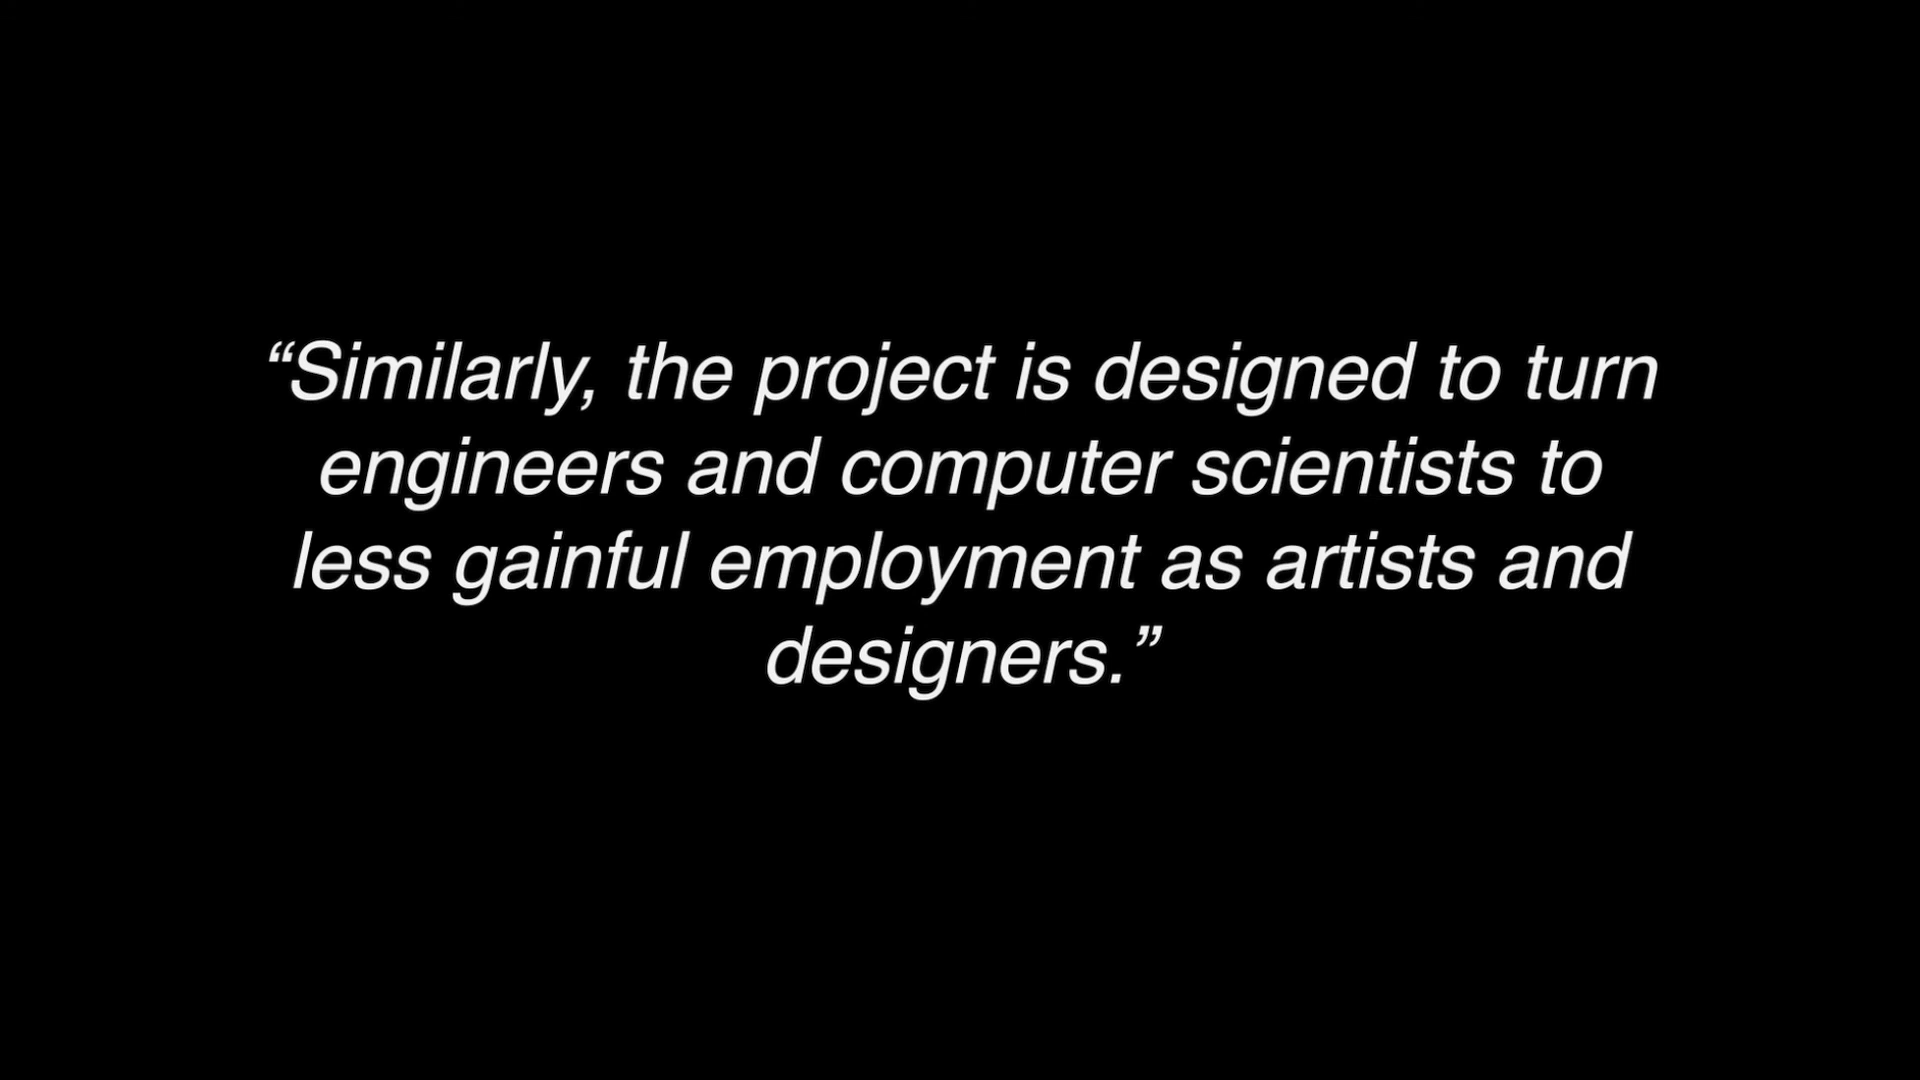 “Similarly, the project is designed to turn
engineers and computer scientists to
less gainful employment as artists and
designers.”